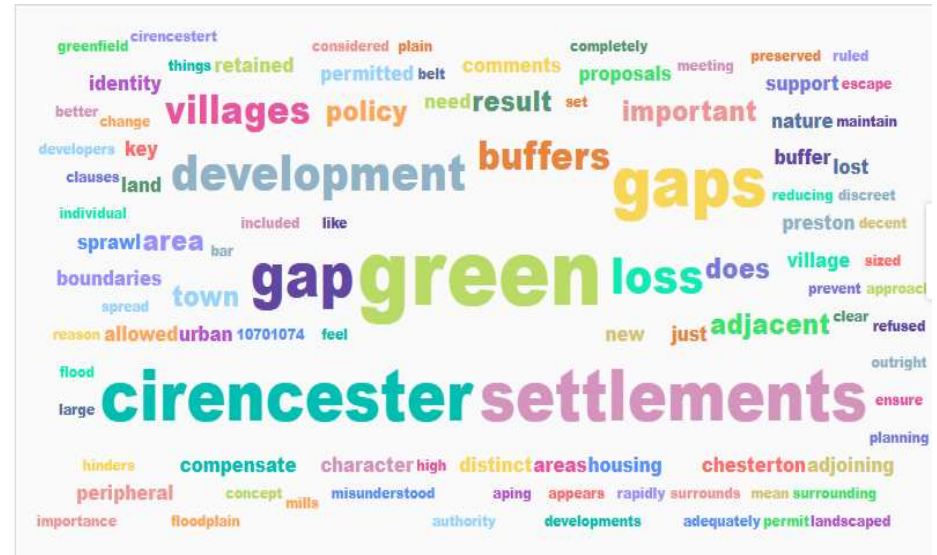 cirencestert considered plain completely
greenfield things retained permitted belt comments proposals meeting preserved ruled
identity need result set important support escape
better change villages policy buffers nature maintain
developers key development gaps buffer lost
clauses land reducing discreet
individual included like preston decent
sprawl area bar gap green loss does village sized
boundaries town prevent
spread
reason allowed urban 10701074 feel new just adjacent clear refused
flood outright
large cirencester settlements ensure
planning
hinders compensate character high distinct areas housing chesterton adjoining
peripheral concept mills misunderstood aping appears rapidly surrounds mean surrounding
importance floodplain authority developments adequately permit landscaped